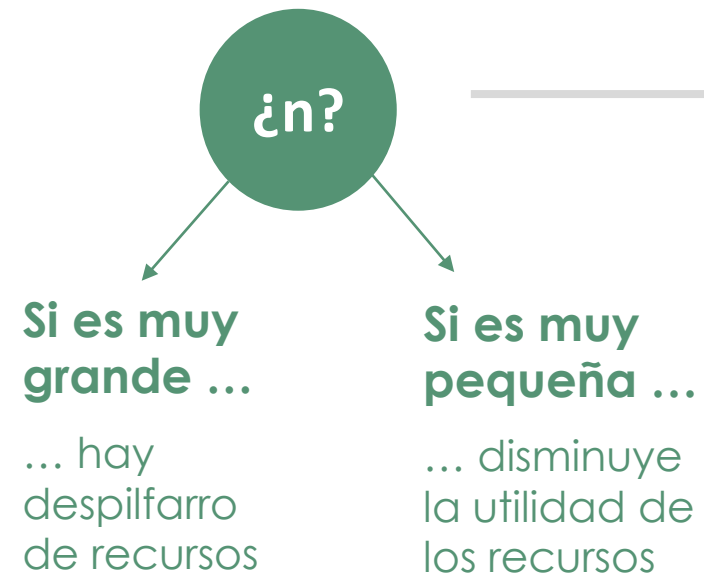 ¿n?
Si es muy
grande …
… hay
despilfarro
de recursos
Si es muy
pequeña …
… disminuye
la utilidad de
los recursos